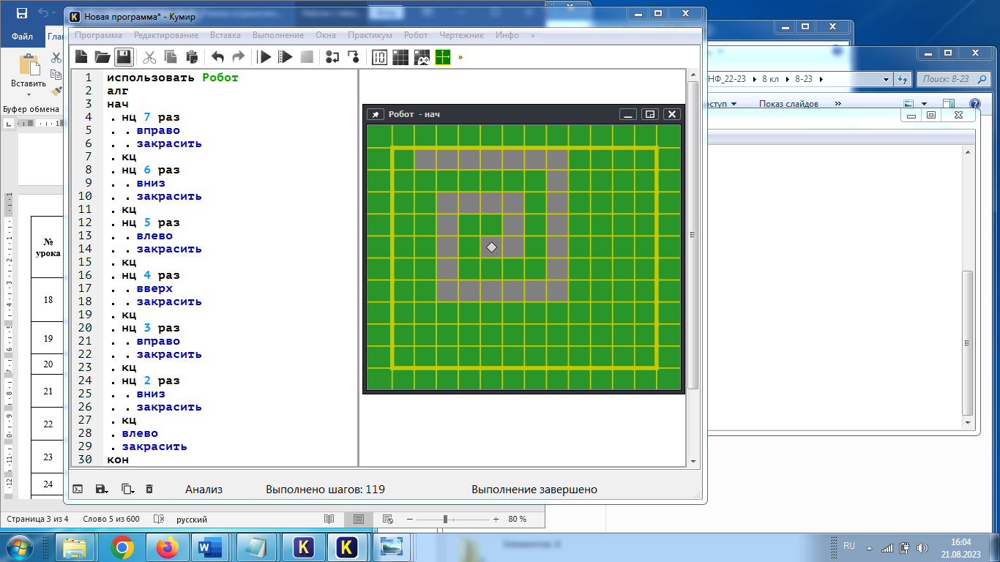 Новая программа* - Кумир
Файл
Гла
Вставить
Буфер обмена
Программа Редактирование Вставка Выполнение Окна Практикум Робот Чертежник Инфо »
1 использовать Робот
2 алг
3 нач
4 . нц 7 раз
5 . . вправо
6 . . закрасить
7 . кц
8 . нц 6 раз
9 . . вниз
10 . . закрасить
11 . кц
12 . нц 5 раз
13 . . влево
14 . . закрасить
15 . кц
16 . нц 4 раз
17 . . вверх
18 . . закрасить
19 . кц
20 . нц 3 раз
21 . . вправо
22 . . закрасить
23 . кц
24 . нц 2 раз
25 . . вниз
26 . . закрасить
27 . кц
28 . влево
29 . закрасить
30 кон
Робот - нач
НФ_22-23 8 кл 8-23
Поиск: 8-23
оступ Показ слайдов »
№
урока
18
19
20
21
22
23
24
Анализ Выполнено шагов: 119 Выполнение завершено
Страница 3 из 4 Слово 5 из 600 русский 80 %
RU
16:04
21.08.2023